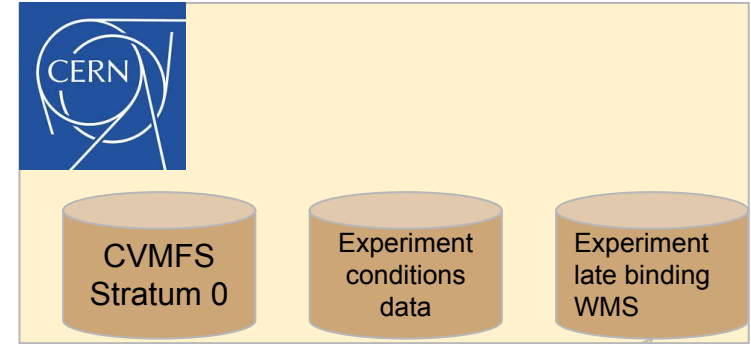 CERN
CVMFS
Stratum 0
Experiment
conditions
data
Experiment
late binding
WMS